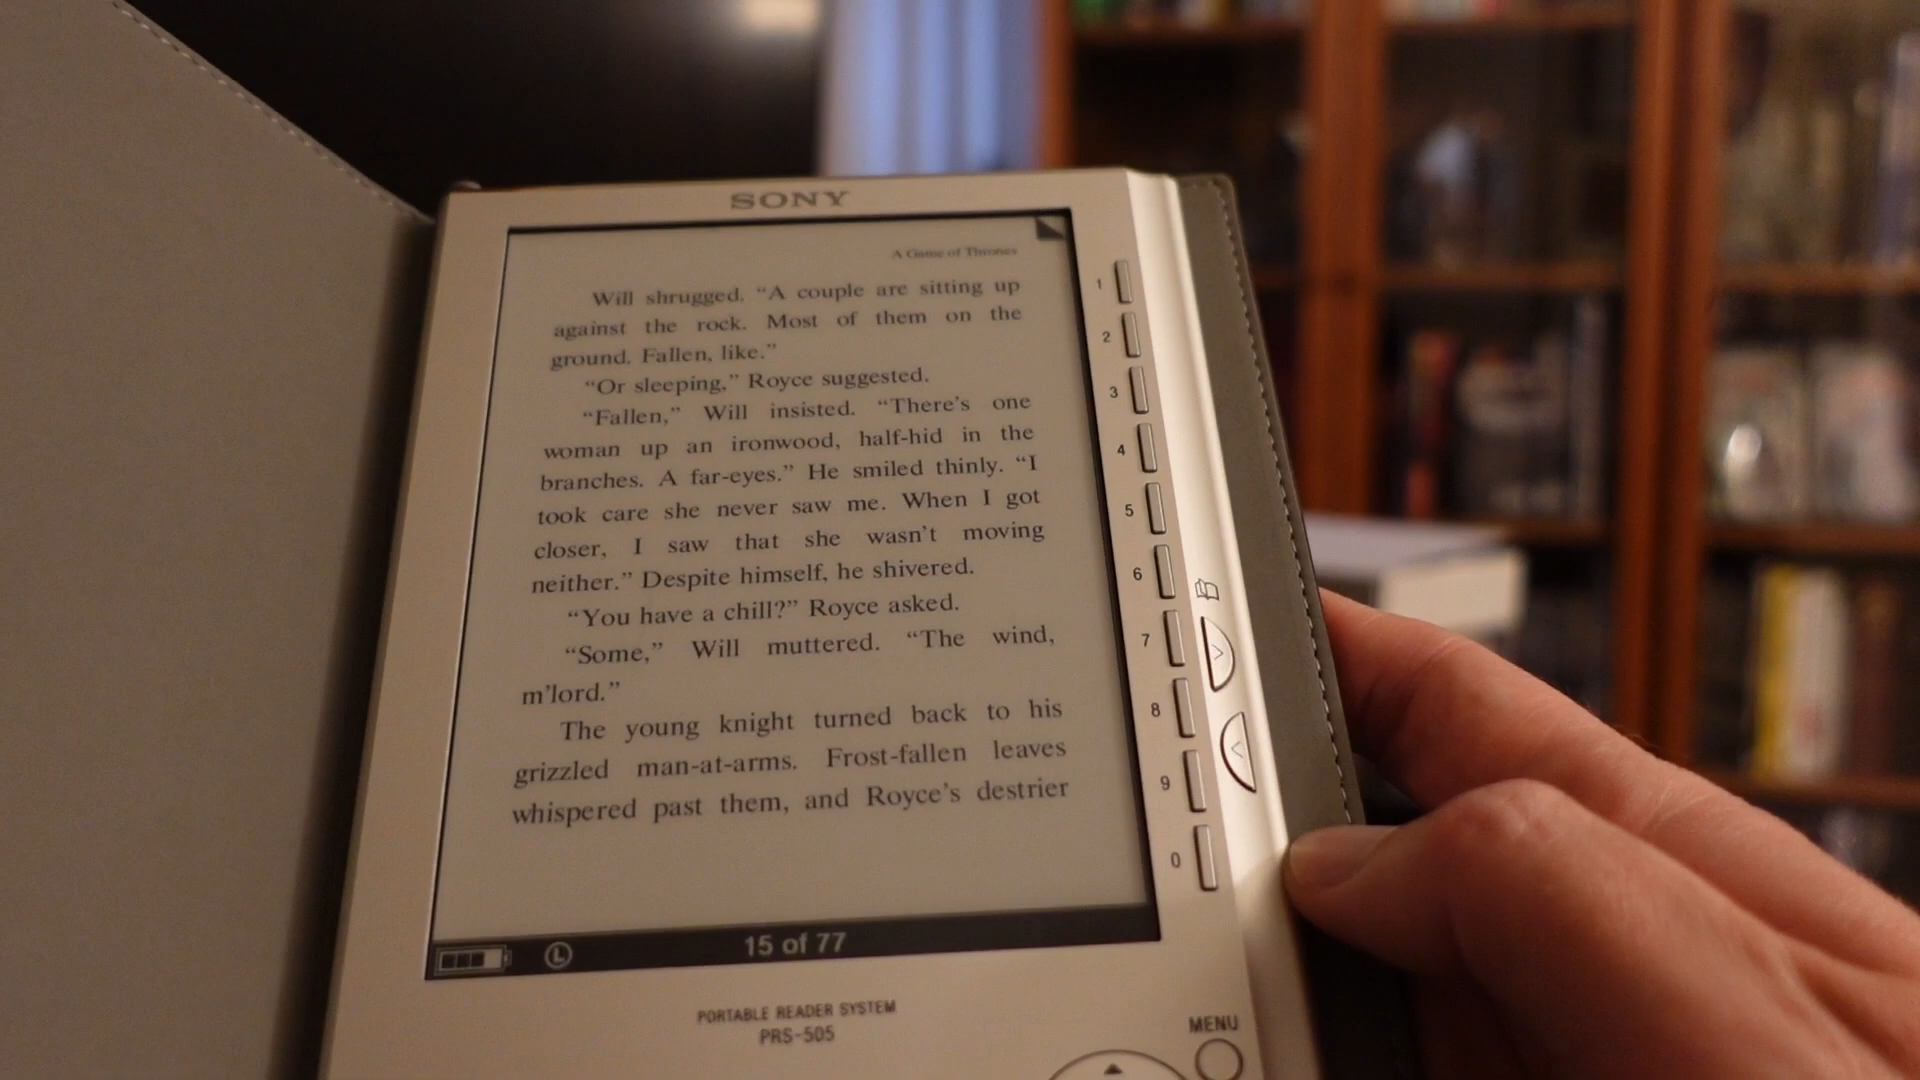 SONY
A Game of Thrones
Will shrugged. “A couple are sitting up
against the rock. Most of them on the
ground. Fallen, like.”
“Or sleeping,” Royce suggested.
“Fallen,” Will insisted. “There’s one
woman up an ironwood, half-hid in the
branches. A far-eyes.” He smiled thinly. “I
took care she never saw me. When I got
closer, I saw that she wasn’t moving
neither.” Despite himself, he shivered.
“You have a chill?” Royce asked.
“Some,” Will muttered. “The wind,
m’lord.”
The young knight turned back to his
grizzled man-at-arms. Frost-fallen leaves
whispered past them, and Royce’s destrier
L 15 of 77
1
2
3
4
5
6
7
8
9
0
PORTABLE READER SYSTEM
PRS-505
MENU